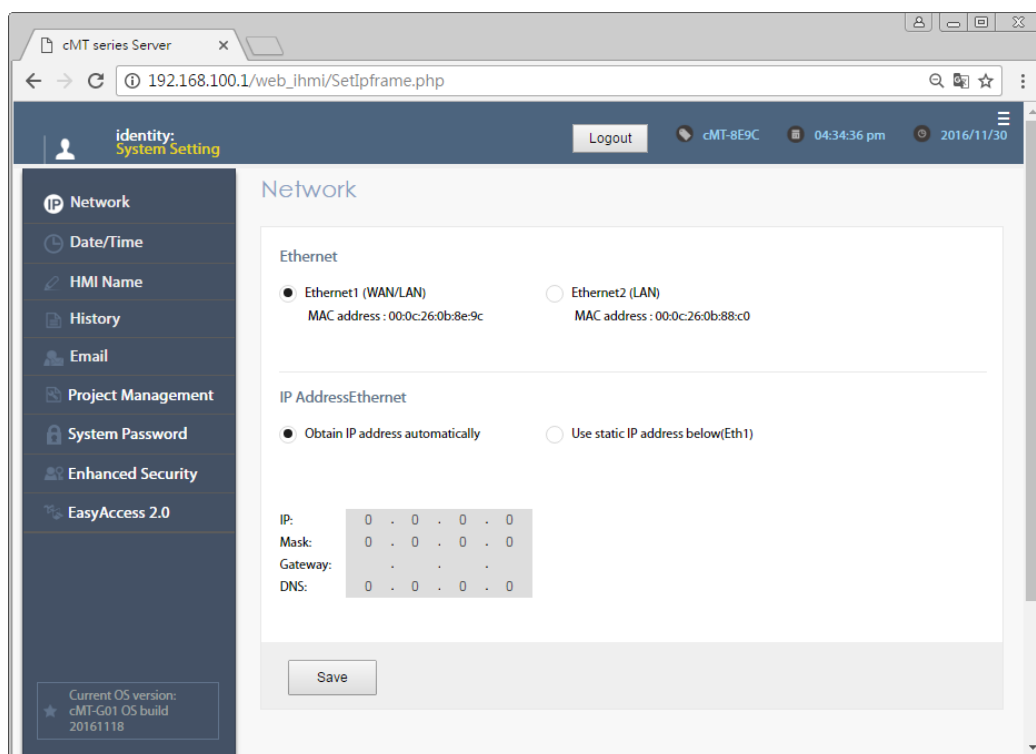 cMT series Server
192.168.100.1/web_ihmi/SetIpframe.php
identity:
System Setting
Logout
cMT-8E9C
04:34:36 pm
2016/11/30
Network
Date/Time
HMI Name
History
Email
Project Management
System Password
Enhanced Security
EasyAccess 2.0
Current OS version:
cMT-G01 OS build
20161118
Network
Ethernet
Ethernet1 (WAN/LAN) Ethernet2 (LAN)
MAC address : 00:0c:26:0b:8e:9c MAC address : 00:0c:26:0b:88:c0
IP AddressEthernet
Obtain IP address automatically Use static IP address below(Eth1)
IP: 0 . 0 . 0 . 0
Mask: 0 . 0 . 0 . 0
Gateway: . . .
DNS: 0 . 0 . 0 . 0
Save